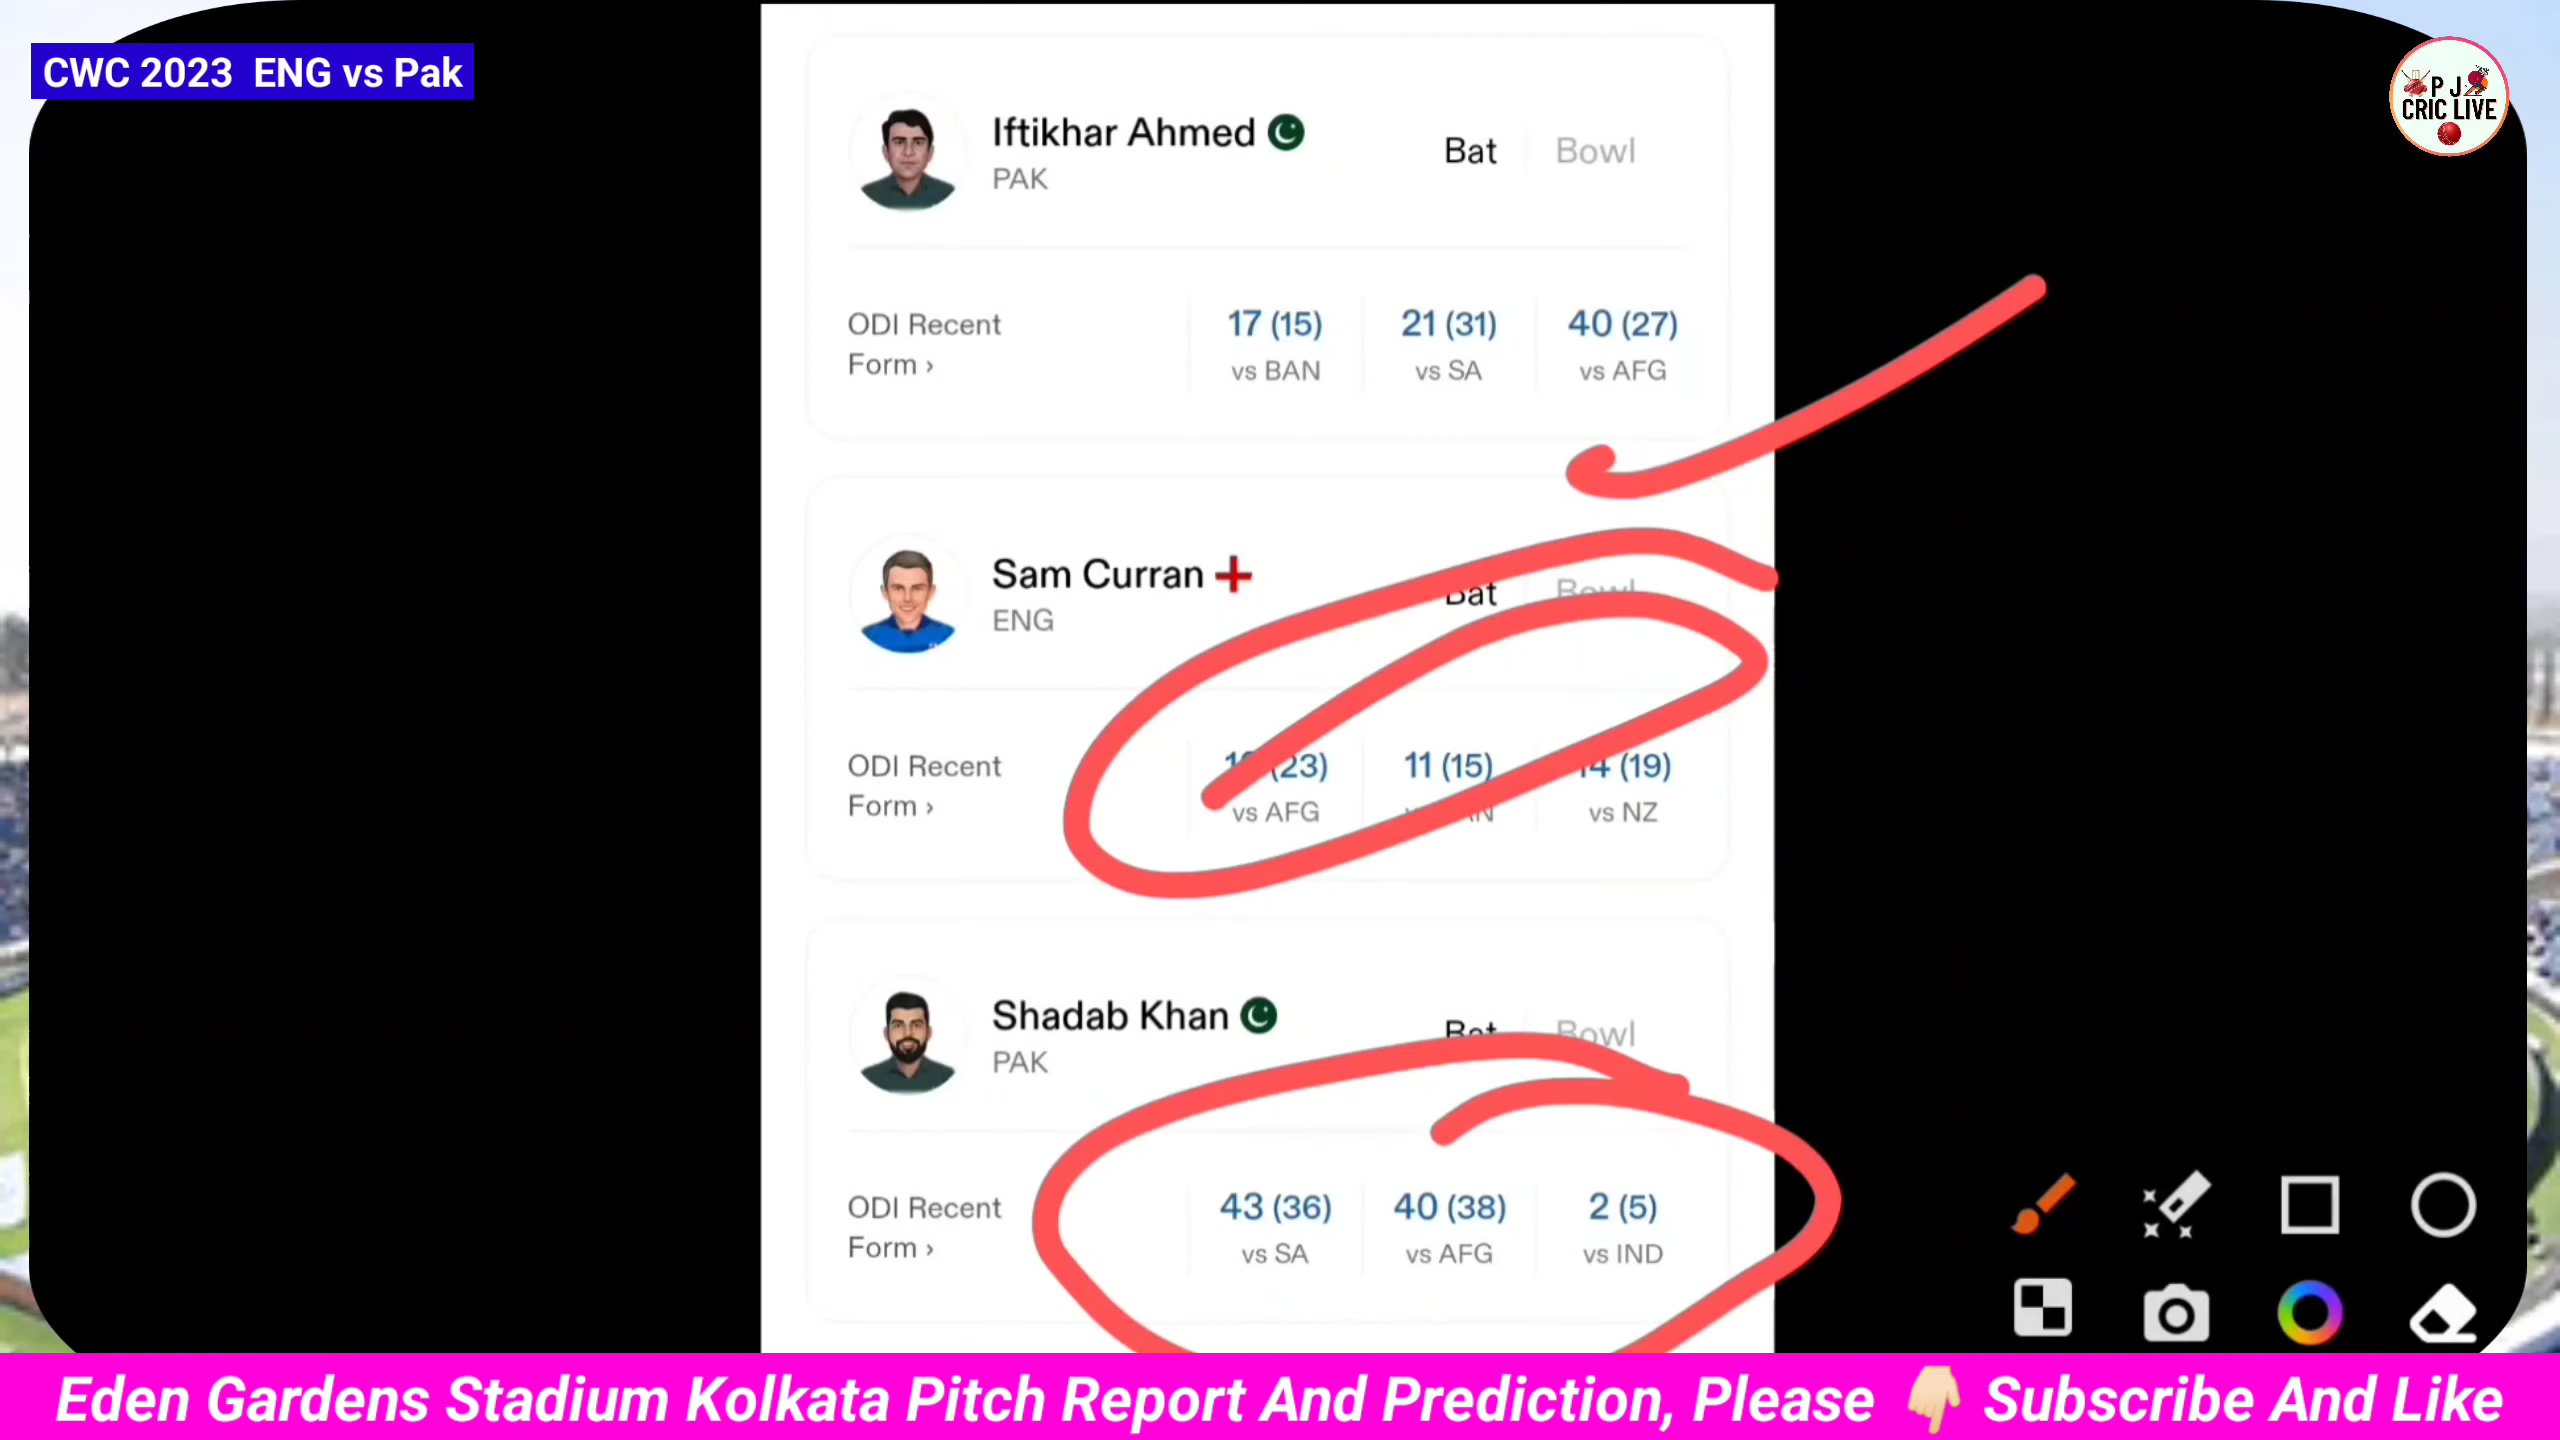 CWC 2023 ENG vs Pak
P J
CRIC LIVE
Iftikhar Ahmed
PAK
Bat Bowl
ODI Recent Form ›
17 (15) 21 (31) 40 (27)
vs BAN vs SA vs AFG
Sam Curran
ENG
Bat Bowl
ODI Recent Form ›
(23) 11 (15) 14 (19)
vs AFG vs NZ
Shadab Khan
PAK
Bat Bowl
ODI Recent Form ›
43 (36) 40 (38) 2 (5)
vs SA vs AFG vs IND
Eden Gardens Stadium Kolkata Pitch Report And Prediction, Please 👇 Subscribe And Like